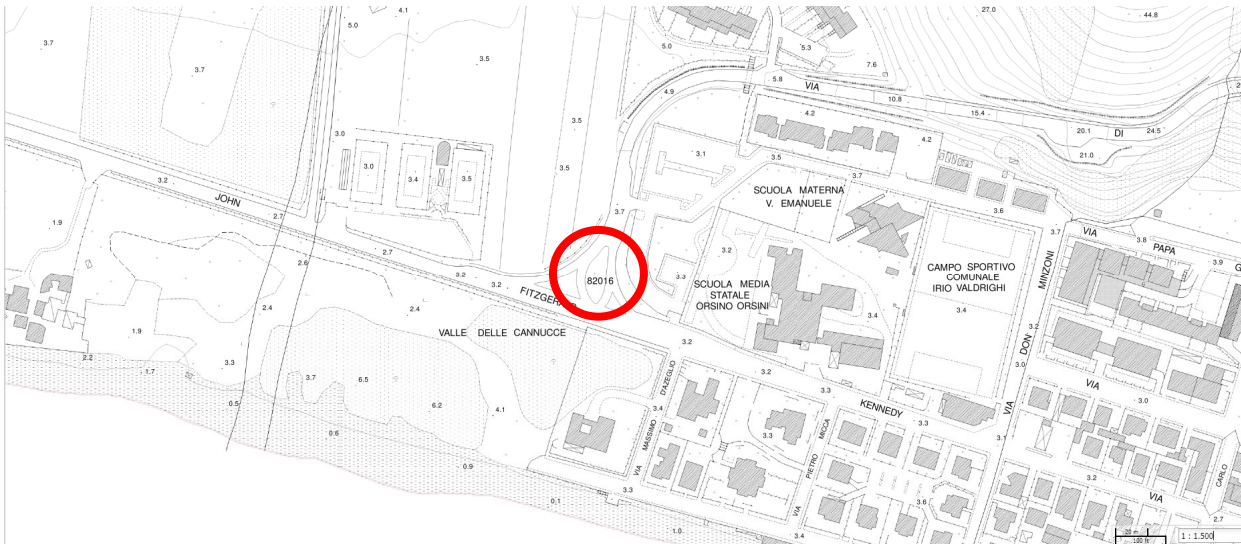 27.0
44.8
4.1
5.0
3.7
3.5
5.0
5.3
7.6
3.7
5.8
VIA
4.9
10.8
15.4
4.2
20.1
DI
24.5
3.5
3.0
4.2
21.0
3.1
3.5
3.0
3.4
3.5
3.5
3.7
3.2
SCUOLA MATERNA
V. EMANUELE
JOHN
2.7
3.7
3.6
1.9
3.7
VIA
3.8
PAPA
3.9
G
2.7
3.2
3.2
2.6
3.2
3.3
82016
FITZGER
SCUOLA MEDIA
STATALE
ORSINO ORSINI
CAMPO SPORTIVO
COMUNALE
IRIO VALDRIGHI
3.4
3.4
VIA DON MINZONI
2.4
2.4
1.9
VALLE DELLE CANNUCCE
3.2
3.2
3.2
2.2
1.7
3.3
3.0
3.7
6.5
3.3
VIA
3.0
0.5
6.2
4.1
KENNEDY
3.4
3.3
0.6
VIA MASSIMO D'AZEGLIO
3.3
VIA PIETRO MICCA
3.1
0.9
3.2
CARLO
3.3
3.6
VIA
0.1
2.7
1.0
3.4
20 m
100 ft
1 : 1.500